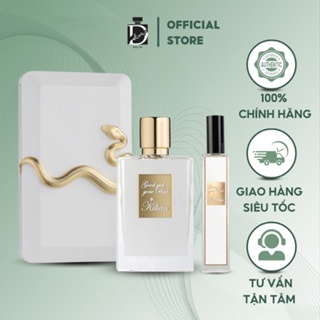 OFFICIAL
STORE
AUTHENTIC
100%
CHÍNH HÃNG
GIAO HÀNG
SIÊU TỐC
TƯ VẤN
TẬN TÂM
Good girl
gone Bad
by
Kilian